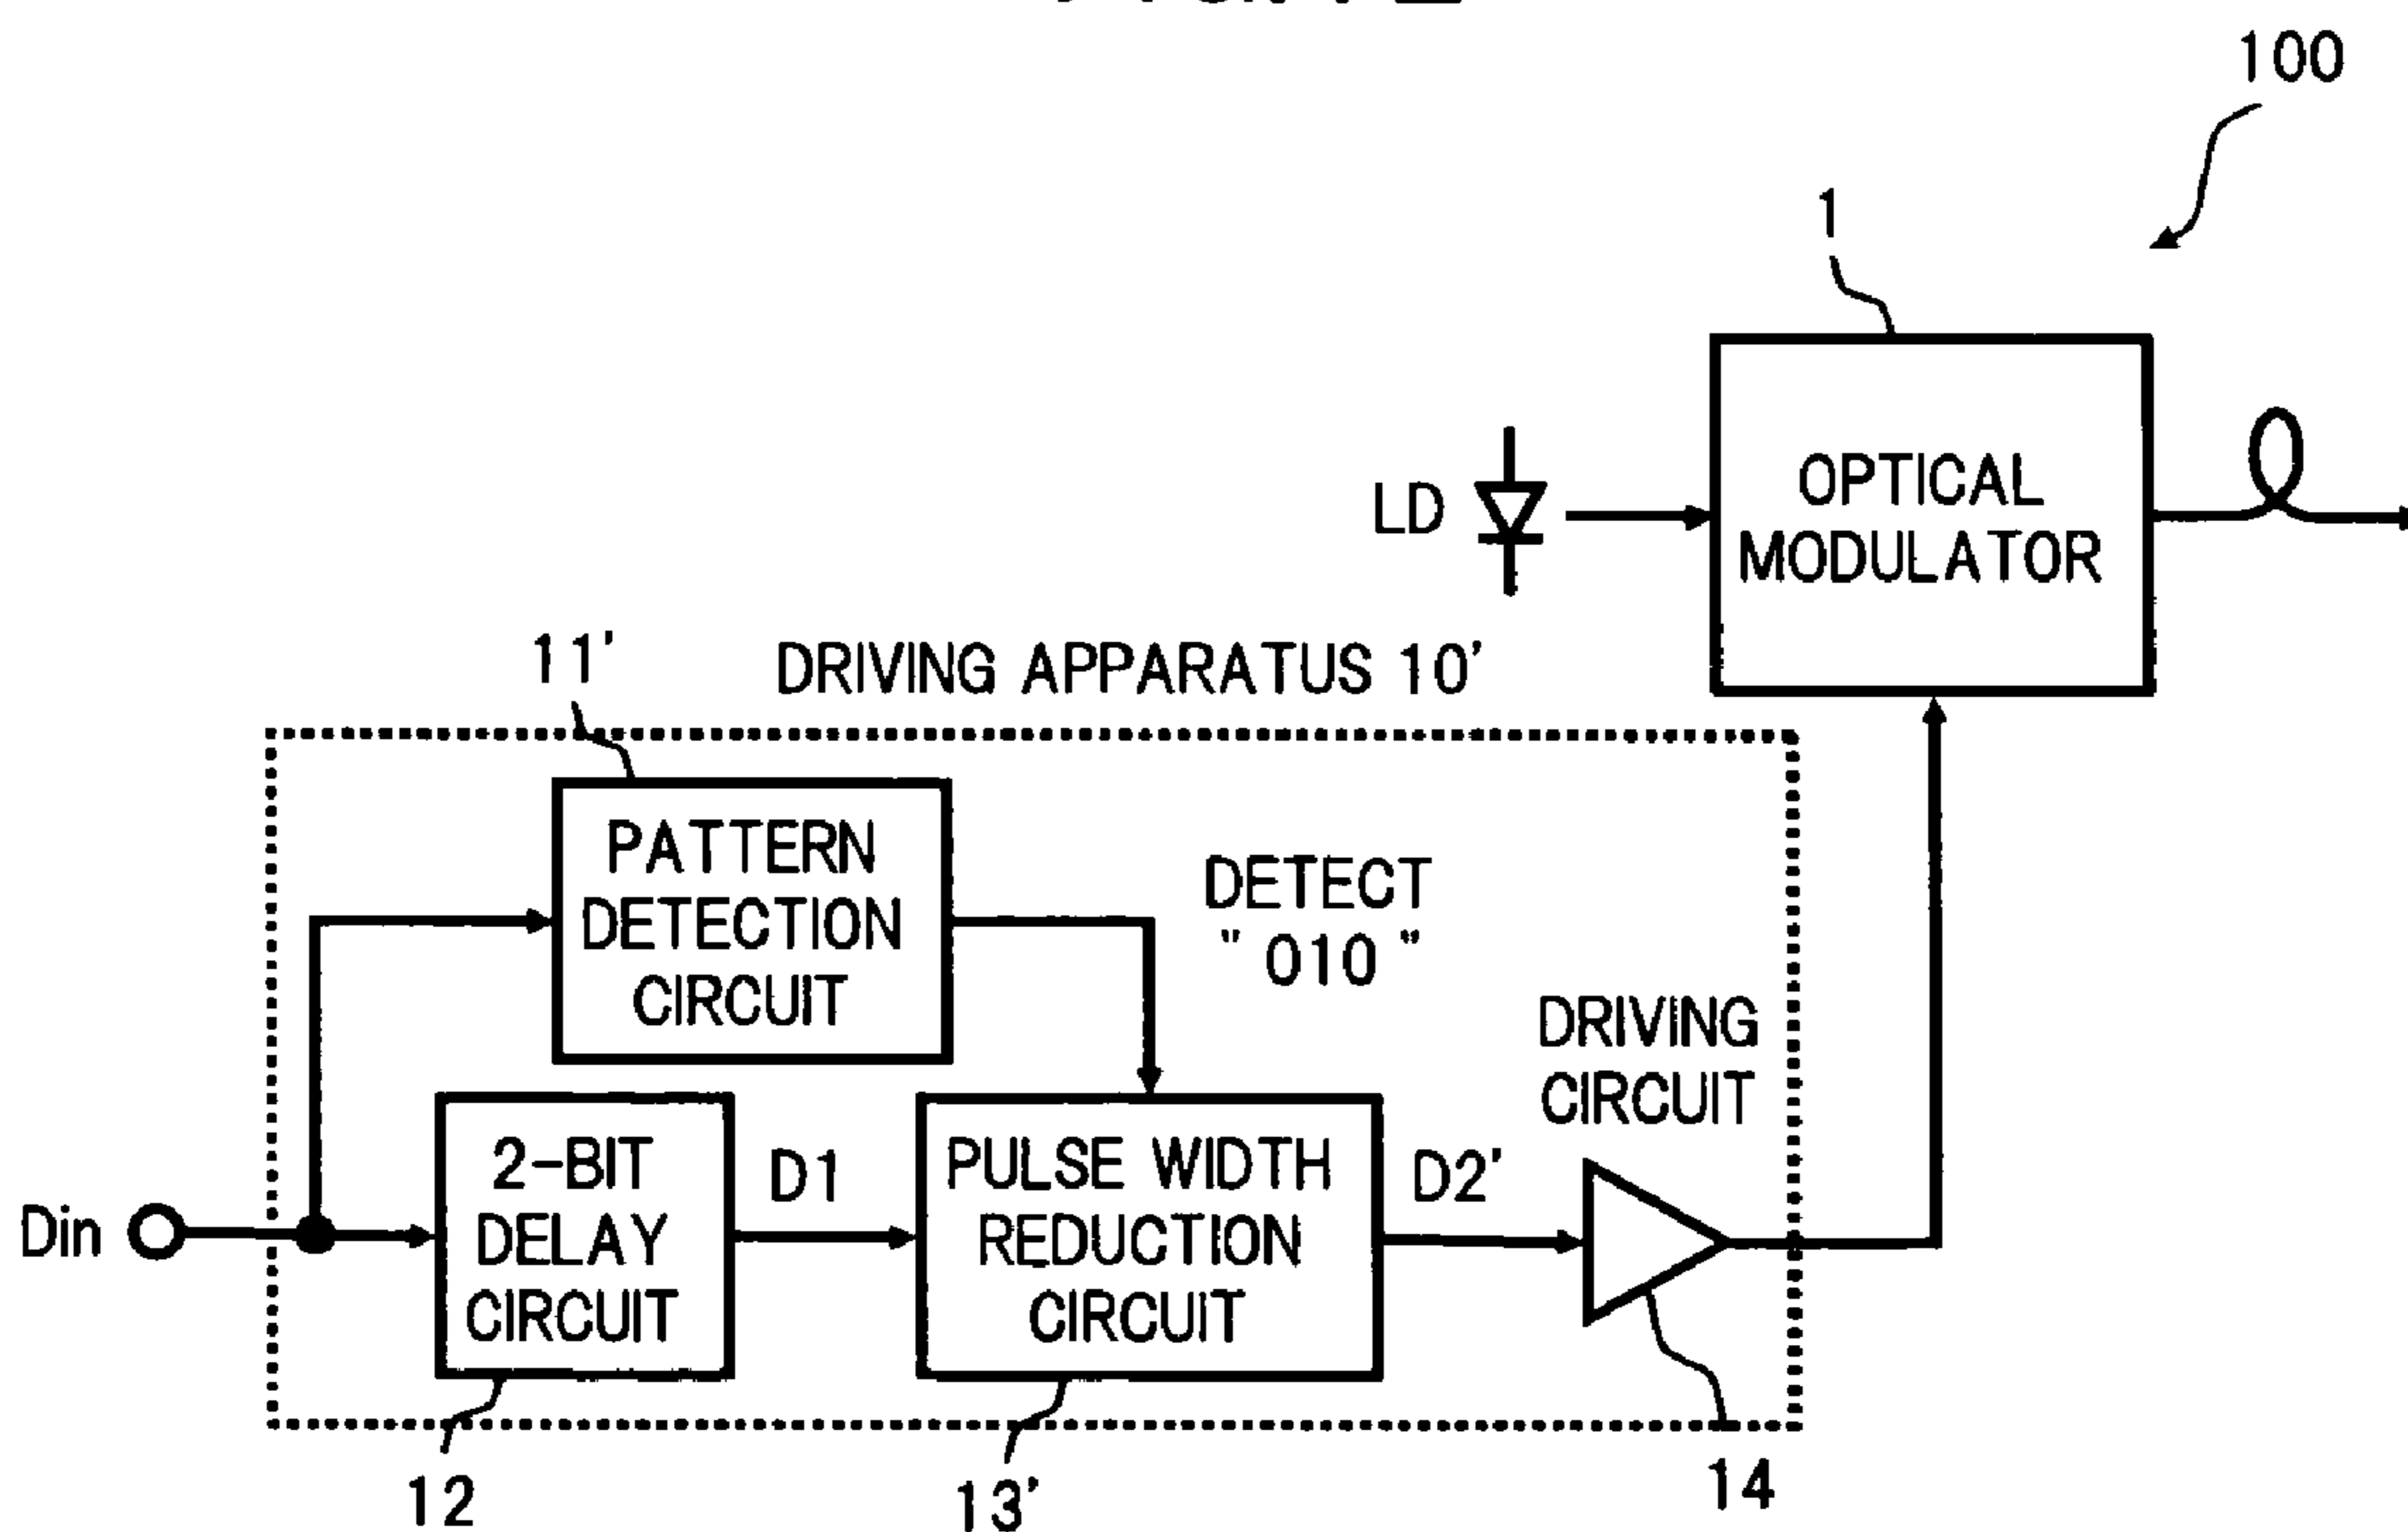 100
1
LD
OPTICAL
MODULATOR
11'
DRIVING APPARATUS 10'
PATTERN
DETECTION
CIRCUIT
DETECT
" 010 "
DRIVING
CIRCUIT
Din
2-BIT
DELAY
CIRCUIT
D1
PULSE WIDTH
REDUCTION
CIRCUIT
D2'
12
13'
14